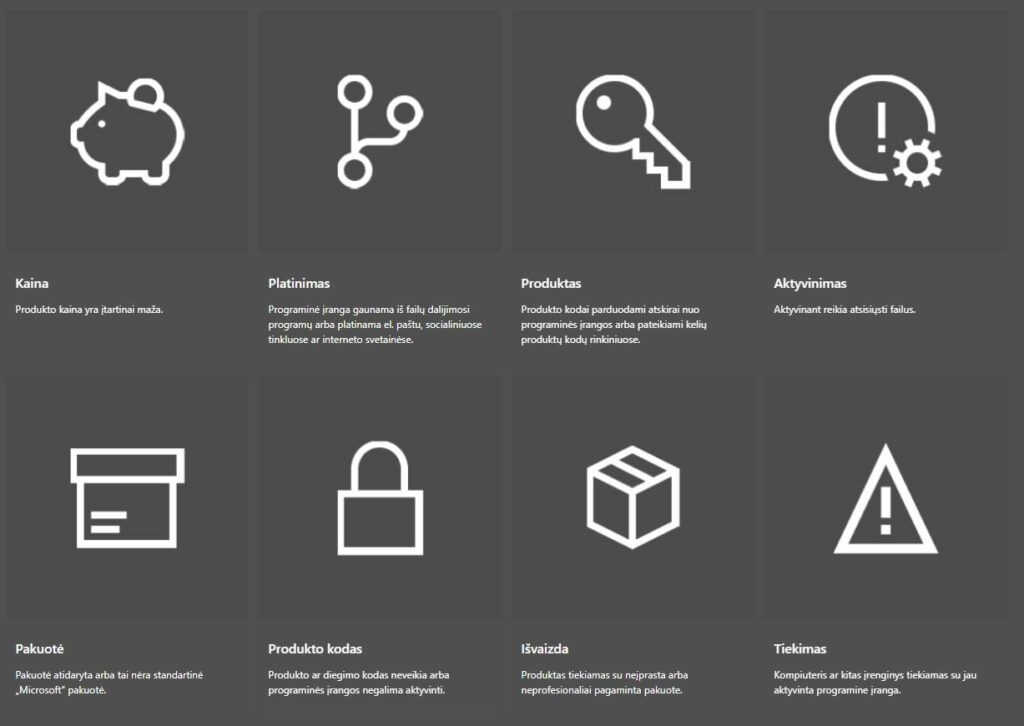 Kaina
Produkto kaina yra įtartinai maža.
Platinimas
Programinė įranga gaunama iš failų dalijimosi
programų arba platinama el. paštu, socialiniuose
tinkluose ar interneto svetainėse.
Produktas
Produkto kodai parduodami atskirai nuo
programinės įrangos arba pateikiami kelių
produktų kodų rinkiniuose.
Aktyvinimas
Aktyvinant reikia atsisiųsti failus.
Pakuotė
Pakuotė atidaryta arba tai nėra standartinė
„Microsoft“ pakuotė.
Produkto kodas
Produkto ar diegimo kodas neveikia arba
programinės įrangos negalima aktyvinti.
Išvaizda
Produktas tiekiamas su neįprasta arba
neprofesionaliai pagaminta pakuote.
Tiekimas
Kompiuteris ar kitas įrenginys tiekiamas su jau
aktyvinta programine įranga.